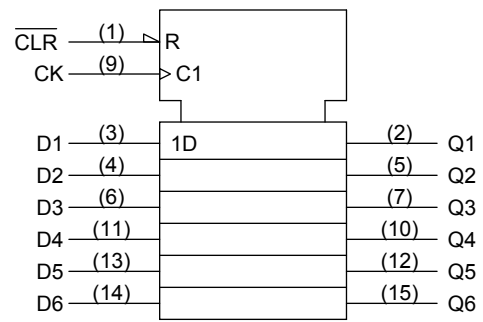 CLR (1) R
CK (9) C1
D1 (3) 1D (2) Q1
D2 (4) (5) Q2
D3 (6) (7) Q3
D4 (11) (10) Q4
D5 (13) (12) Q5
D6 (14) (15) Q6